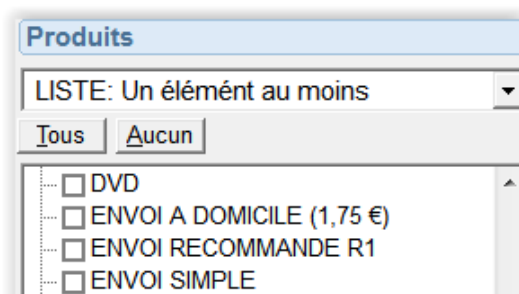 Produits
LISTE: Un élémént au moins
Tous Aucun
DVD
ENVOI A DOMICILE (1,75 €)
ENVOI RECOMMANDE R1
ENVOI SIMPLE